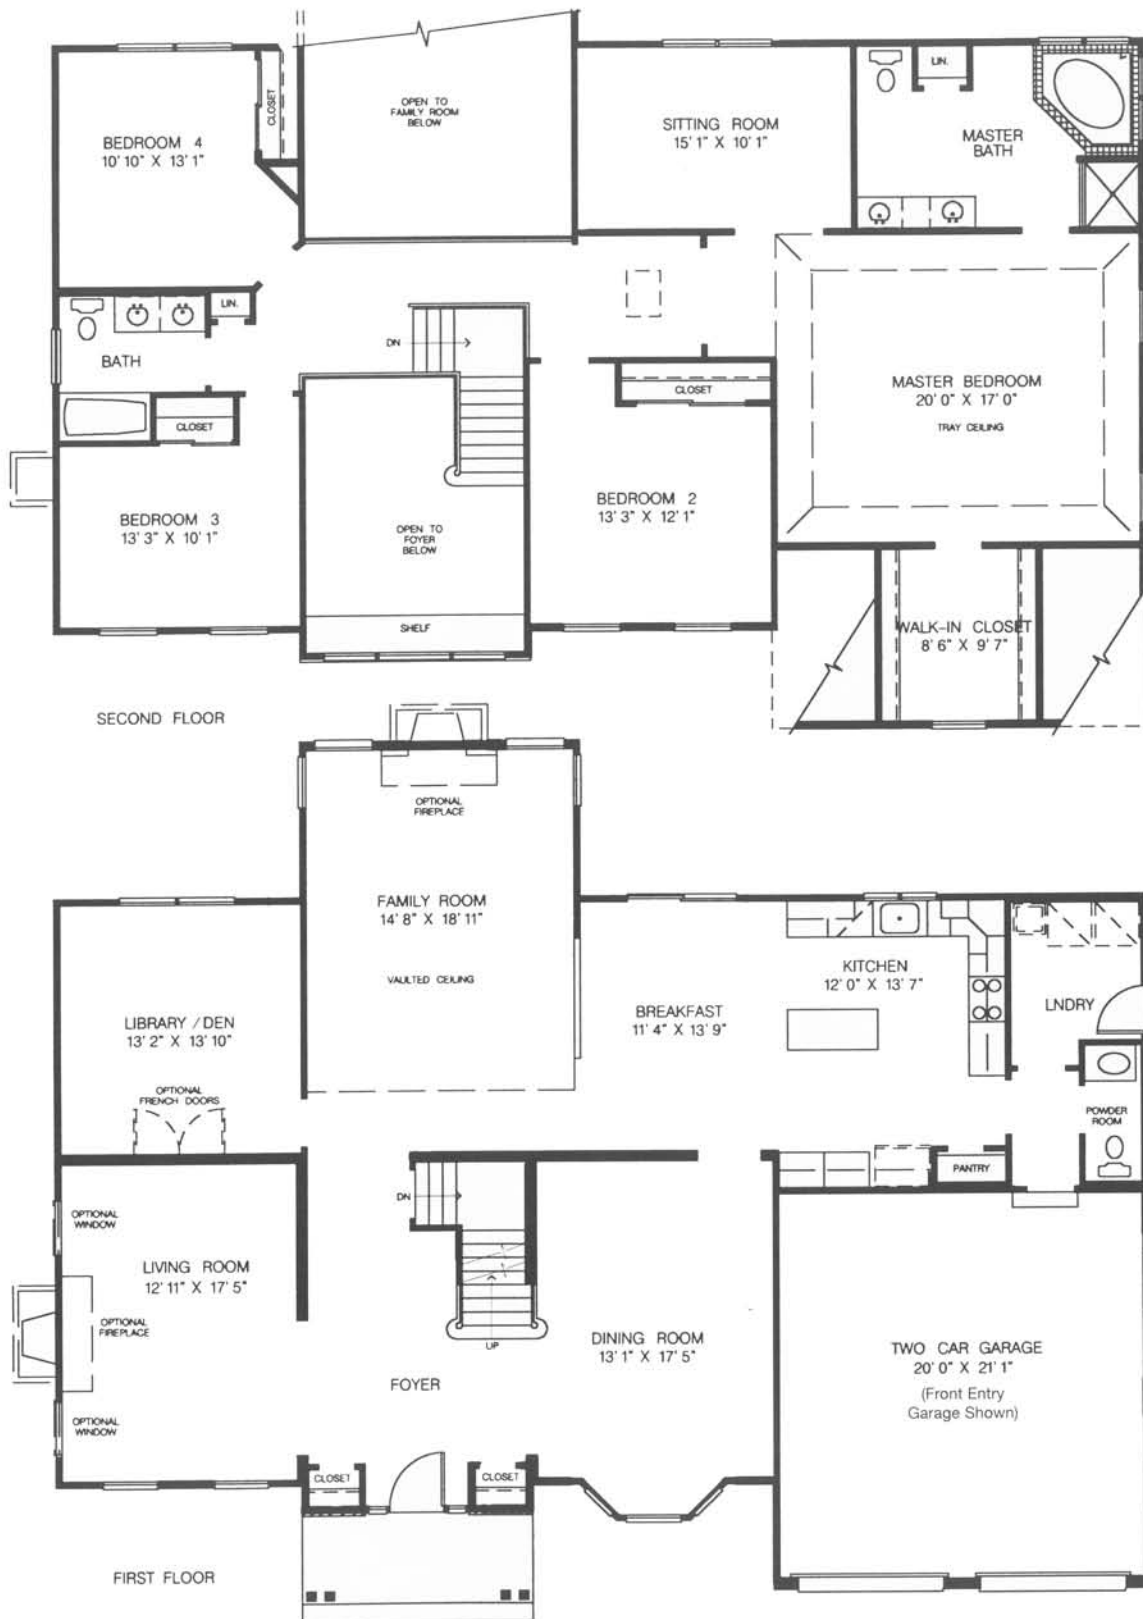 BEDROOM 4
10' 10" X 13' 1"
CLOSET
OPEN TO
FAMILY ROOM
BELOW
SITTING ROOM
15' 1" X 10' 1"
LIN.
MASTER
BATH
LIN.
BATH
DN
CLOSET
CLOSET
MASTER BEDROOM
20' 0" X 17' 0"
TRAY CEILING
BEDROOM 3
13' 3" X 10' 1"
OPEN TO
FOYER
BELOW
BEDROOM 2
13' 3" X 12' 1"
SHELF
WALK-IN CLOSET
8' 6" X 9' 7"
SECOND FLOOR
OPTIONAL
FIREPLACE
FAMILY ROOM
14' 8" X 18' 11"
VAULTED CEILING
LIBRARY / DEN
13' 2" X 13' 10"
OPTIONAL
FRENCH DOORS
BREAKFAST
11' 4" X 13' 9"
KITCHEN
12' 0" X 13' 7"
LNDRY
POWDER
ROOM
PANTRY
DN
OPTIONAL
WINDOW
LIVING ROOM
12' 11" X 17' 5"
OPTIONAL
FIREPLACE
OPTIONAL
WINDOW
UP
FOYER
DINING ROOM
13' 1" X 17' 5"
TWO CAR GARAGE
20' 0" X 21' 1"
(Front Entry
Garage Shown)
CLOSET
CLOSET
FIRST FLOOR